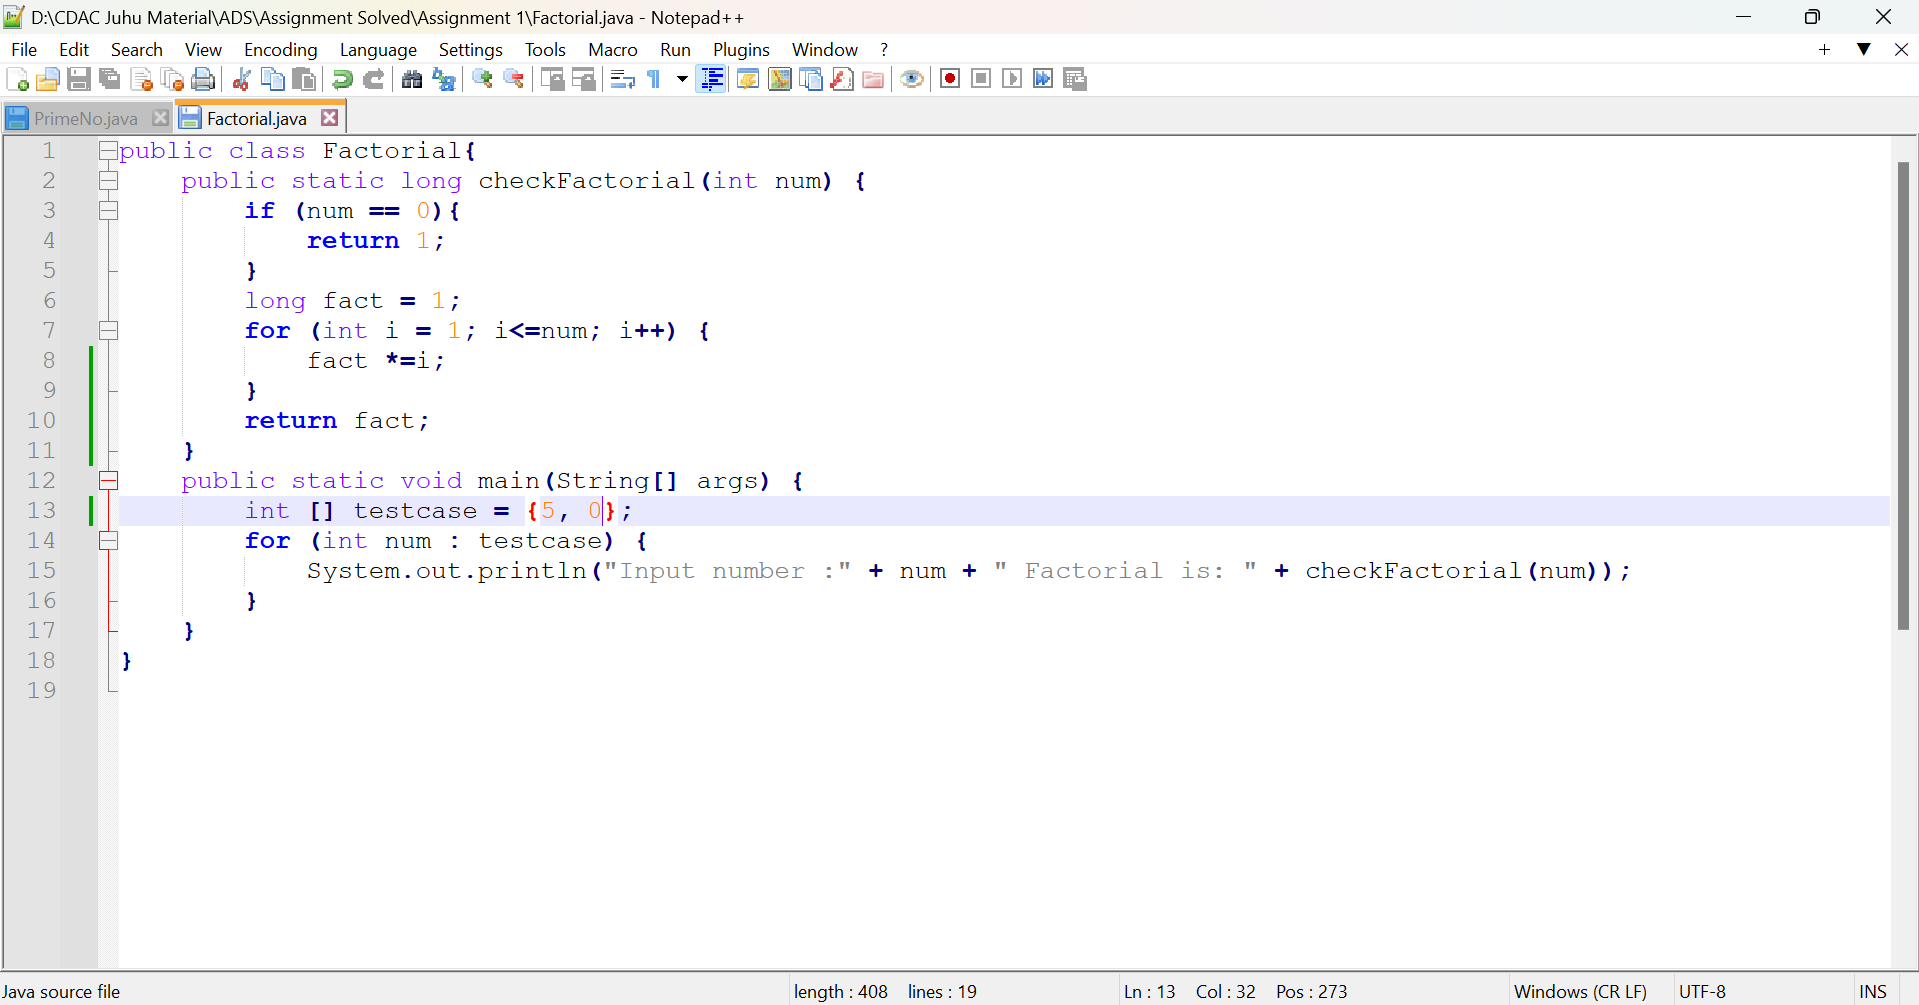 D:\CDAC Juhu Material\ADS\Assignment Solved\Assignment 1\Factorial.java - Notepad++
File Edit Search View Encoding Language Settings Tools Macro Run Plugins Window ?
PrimeNo.java Factorial.java
1 public class Factorial{
2 public static long checkFactorial(int num) {
3 if (num == 0){
4 return 1;
5 }
6 long fact = 1;
7 for (int i = 1; i<=num; i++) {
8 fact *=i;
9 }
10 return fact;
11 }
12 public static void main(String[] args) {
13 int [] testcase = {5, 0};
14 for (int num : testcase) {
15 System.out.println("Input number :" + num + " Factorial is: " + checkFactorial(num));
16 }
17 }
18 }
19
Java source file length : 408 lines : 19 Ln : 13 Col : 32 Pos : 273 Windows (CR LF) UTF-8 INS